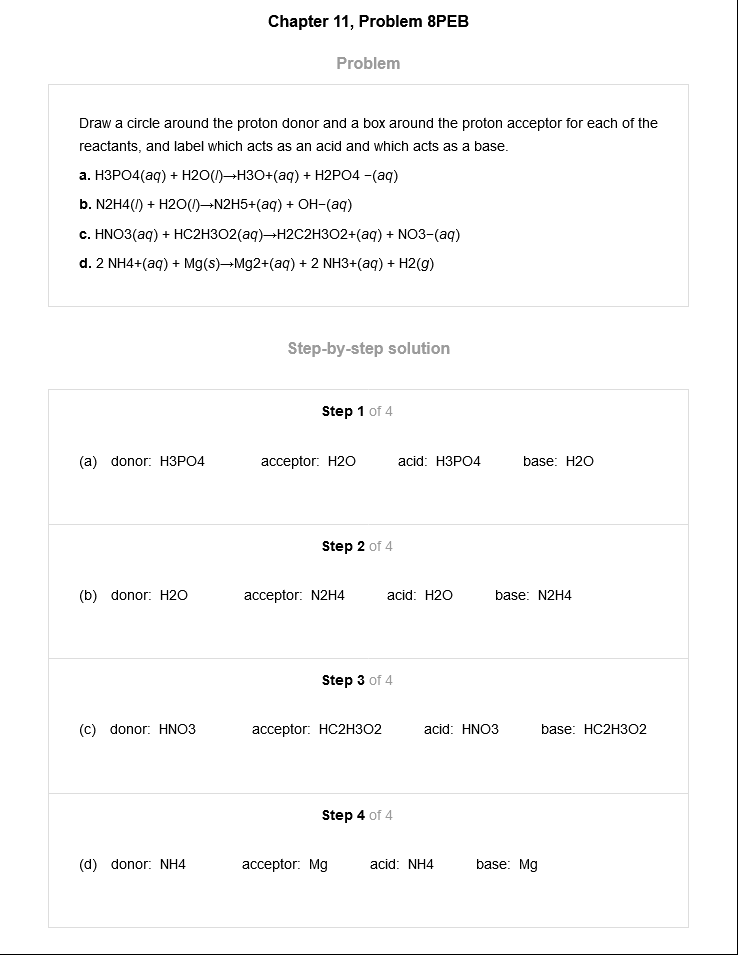 Chapter 11, Problem 8PEB
Problem
Draw a circle around the proton donor and a box around the proton acceptor for each of the
reactants, and label which acts as an acid and which acts as a base.
a. H3PO4(aq) + H2O(l)→H3O+(aq) + H2PO4 −(aq)
b. N2H4(l) + H2O(l)→N2H5+(aq) + OH−(aq)
c. HNO3(aq) + HC2H3O2(aq)→H2C2H3O2+(aq) + NO3−(aq)
d. 2 NH4+(aq) + Mg(s)→Mg2+(aq) + 2 NH3+(aq) + H2(g)
Step-by-step solution
Step 1 of 4
(a) donor: H3PO4 acceptor: H2O acid: H3PO4 base: H2O
Step 2 of 4
(b) donor: H2O acceptor: N2H4 acid: H2O base: N2H4
Step 3 of 4
(c) donor: HNO3 acceptor: HC2H3O2 acid: HNO3 base: HC2H3O2
Step 4 of 4
(d) donor: NH4 acceptor: Mg acid: NH4 base: Mg